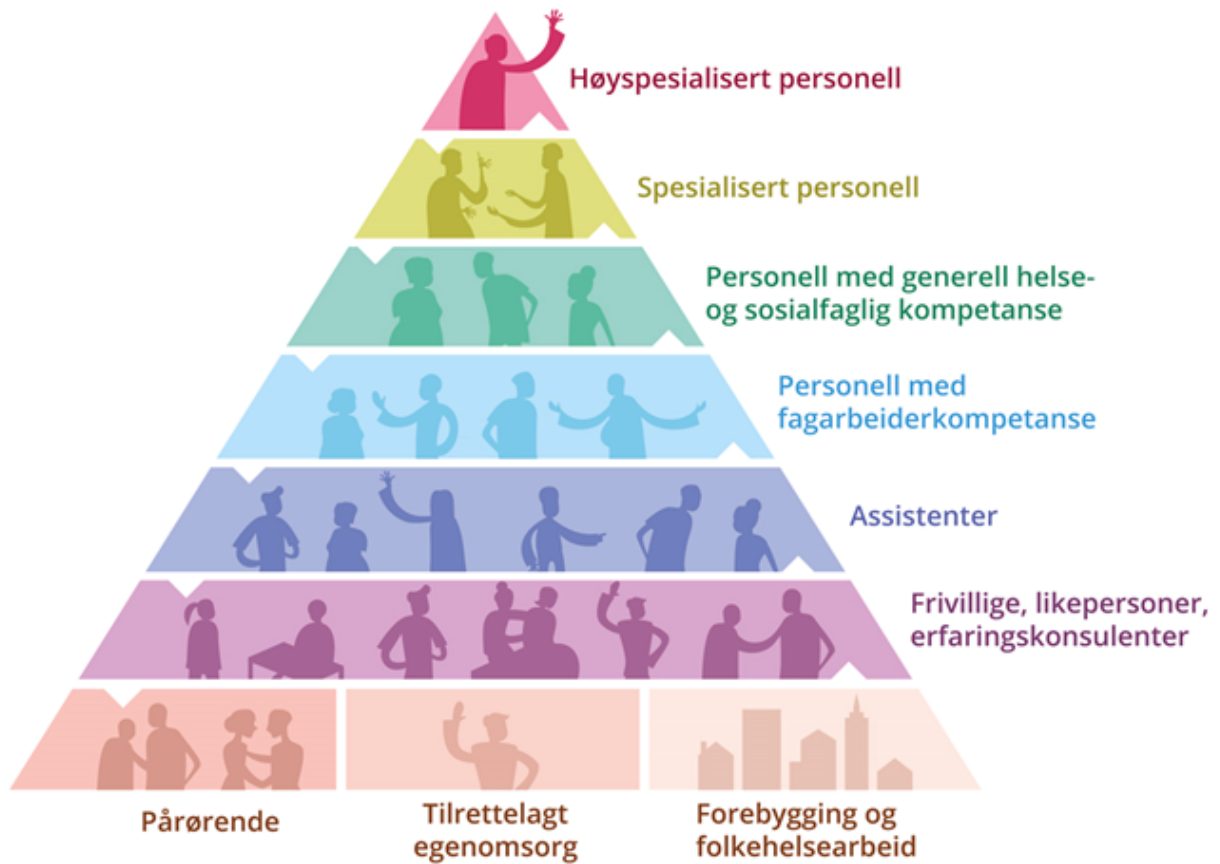 Høyspesialisert personell
Spesialisert personell
Personell med generell helse-
og sosialfaglig kompetanse
Personell med
fagarbeiderkompetanse
Assistenter
Frivillige, likepersoner,
erfaringskonsulenter
Pårørende
Tilrettelagt
egenomsorg
Forebygging og
folkehelsearbeid